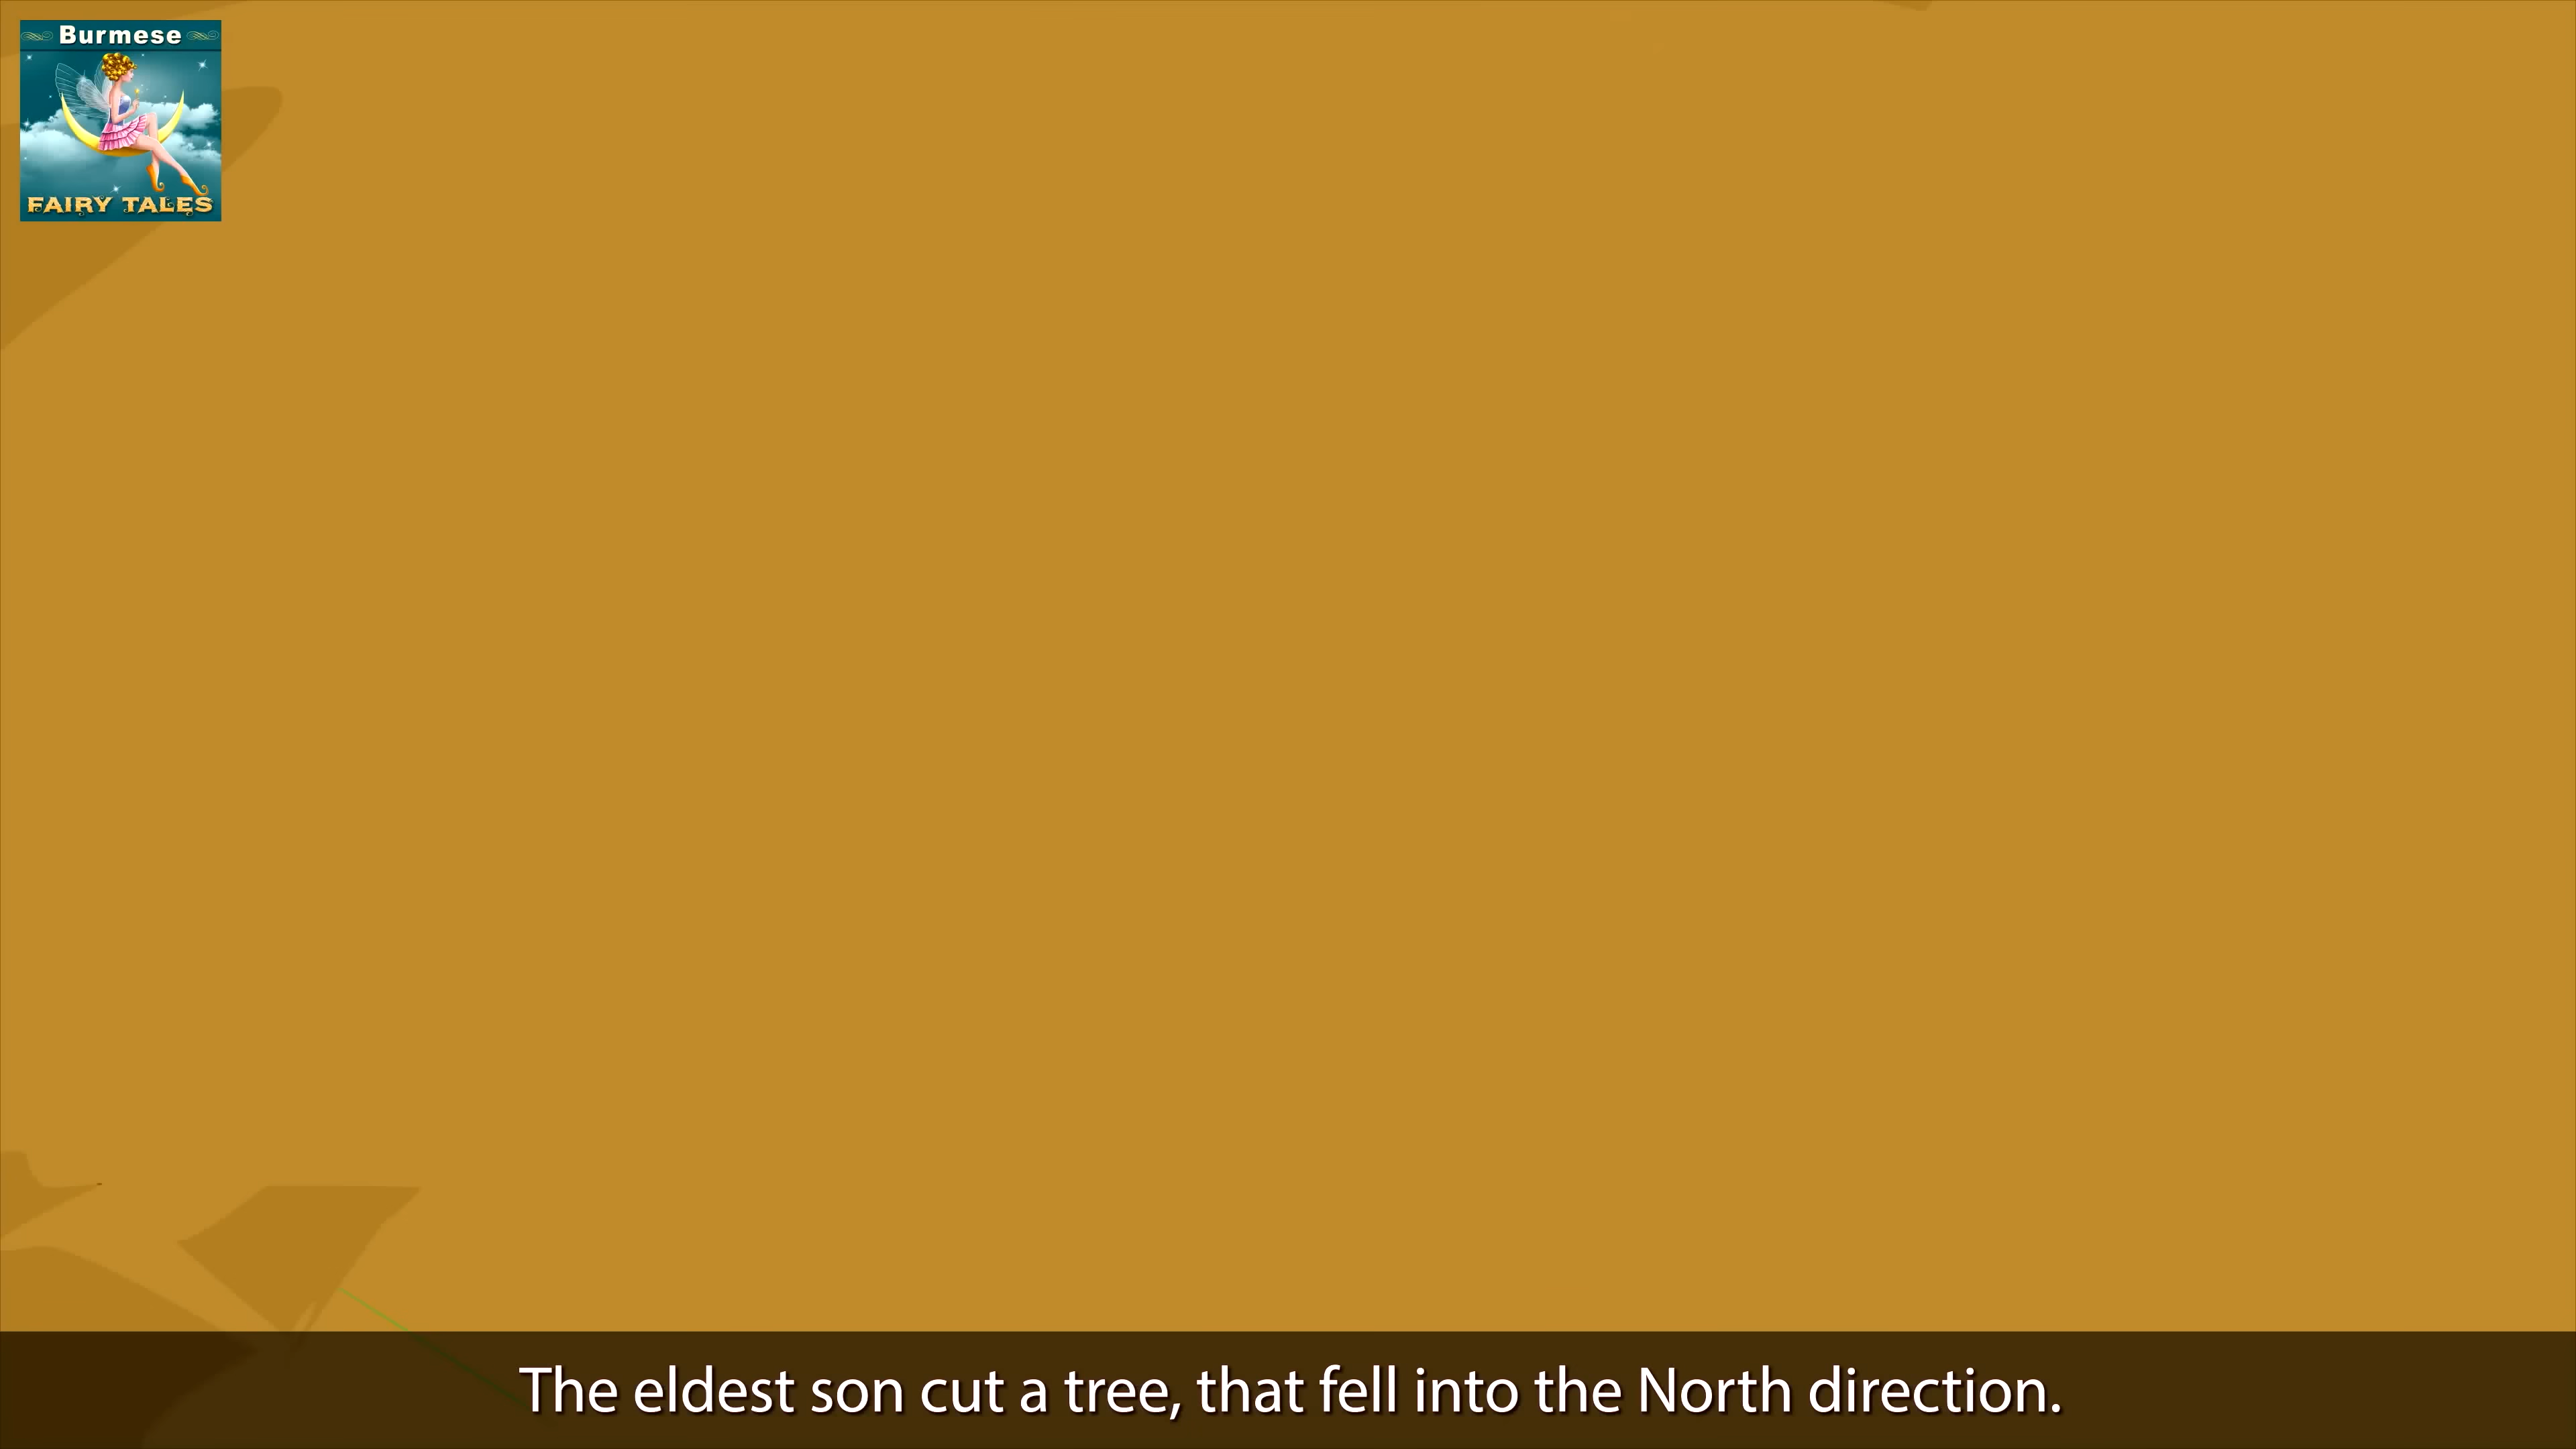 Burmese
FAIRY TALES
The eldest son cut a tree, that fell into the North direction.